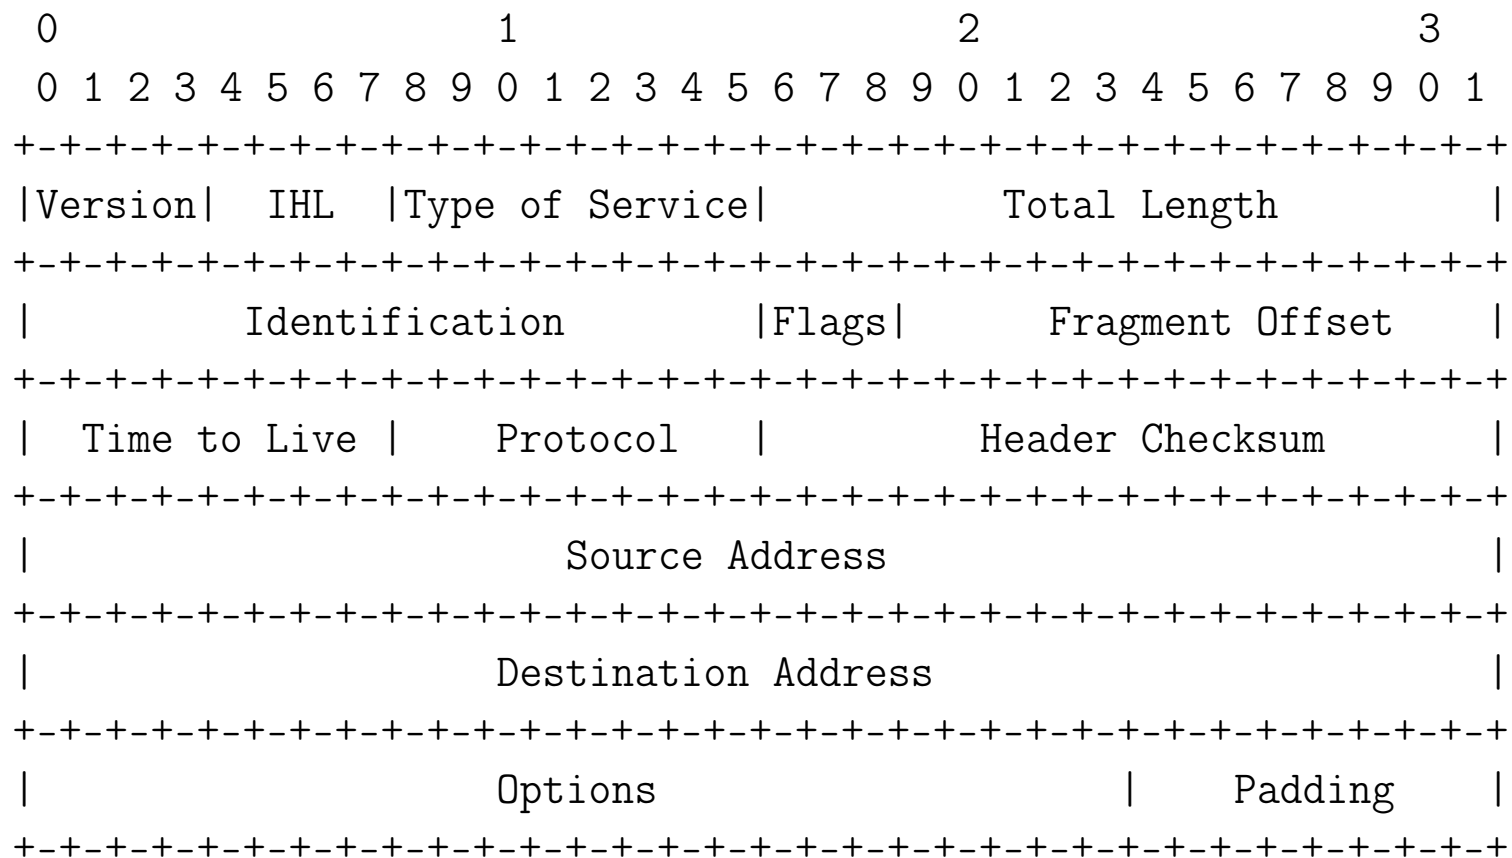 0                   1                   2                   3
 0 1 2 3 4 5 6 7 8 9 0 1 2 3 4 5 6 7 8 9 0 1 2 3 4 5 6 7 8 9 0 1
+-+-+-+-+-+-+-+-+-+-+-+-+-+-+-+-+-+-+-+-+-+-+-+-+-+-+-+-+-+-+-+-+
|Version|  IHL  |Type of Service|          Total Length         |
+-+-+-+-+-+-+-+-+-+-+-+-+-+-+-+-+-+-+-+-+-+-+-+-+-+-+-+-+-+-+-+-+
|         Identification        |Flags|      Fragment Offset    |
+-+-+-+-+-+-+-+-+-+-+-+-+-+-+-+-+-+-+-+-+-+-+-+-+-+-+-+-+-+-+-+-+
|  Time to Live |    Protocol   |         Header Checksum       |
+-+-+-+-+-+-+-+-+-+-+-+-+-+-+-+-+-+-+-+-+-+-+-+-+-+-+-+-+-+-+-+-+
|                       Source Address                          |
+-+-+-+-+-+-+-+-+-+-+-+-+-+-+-+-+-+-+-+-+-+-+-+-+-+-+-+-+-+-+-+-+
|                    Destination Address                        |
+-+-+-+-+-+-+-+-+-+-+-+-+-+-+-+-+-+-+-+-+-+-+-+-+-+-+-+-+-+-+-+-+
|                    Options                    |    Padding    |
+-+-+-+-+-+-+-+-+-+-+-+-+-+-+-+-+-+-+-+-+-+-+-+-+-+-+-+-+-+-+-+-+